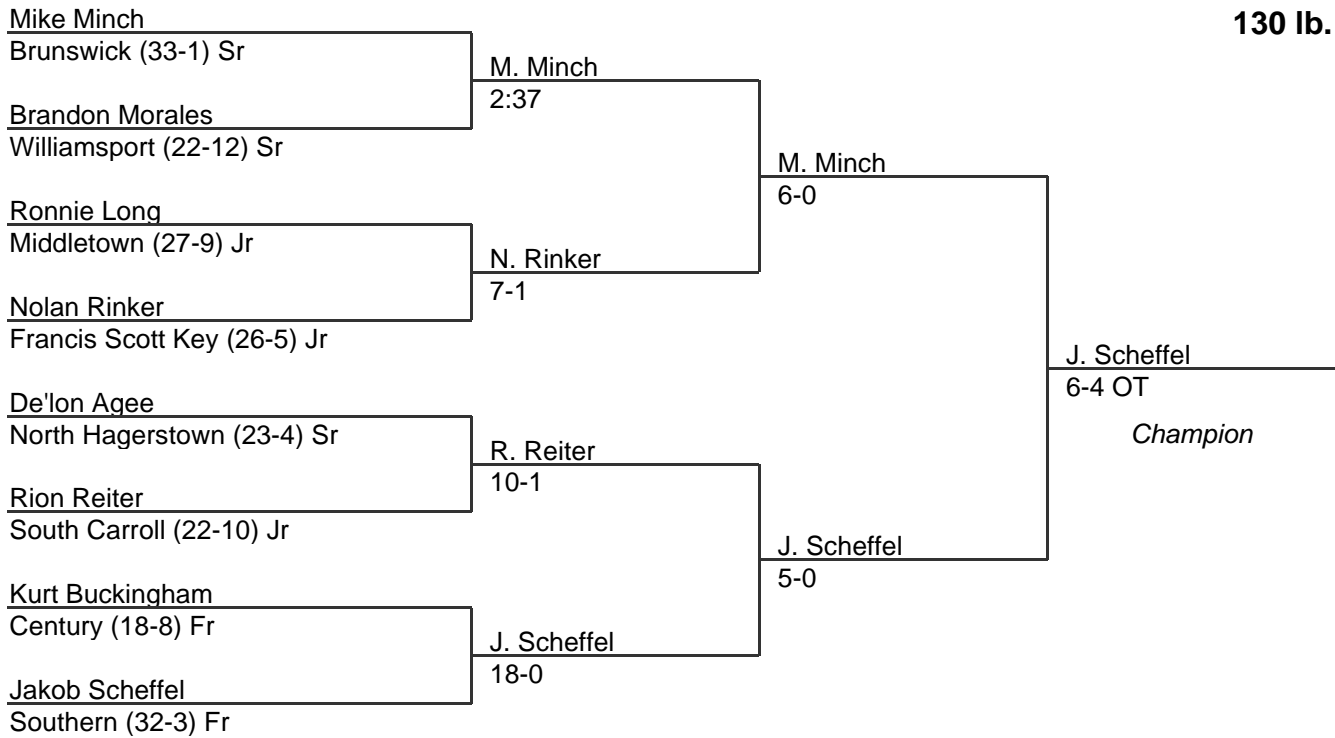 Mike Minch
130 lb.
Brunswick (33-1) Sr
M. Minch
2:37
Brandon Morales
Williamsport (22-12) Sr
M. Minch
6-0
Ronnie Long
Middletown (27-9) Jr
N. Rinker
7-1
Nolan Rinker
Francis Scott Key (26-5) Jr
J. Scheffel
6-4 OT
Champion
De'lon Agee
North Hagerstown (23-4) Sr
R. Reiter
10-1
Rion Reiter
South Carroll (22-10) Jr
J. Scheffel
5-0
Kurt Buckingham
Century (18-8) Fr
J. Scheffel
18-0
Jakob Scheffel
Southern (32-3) Fr